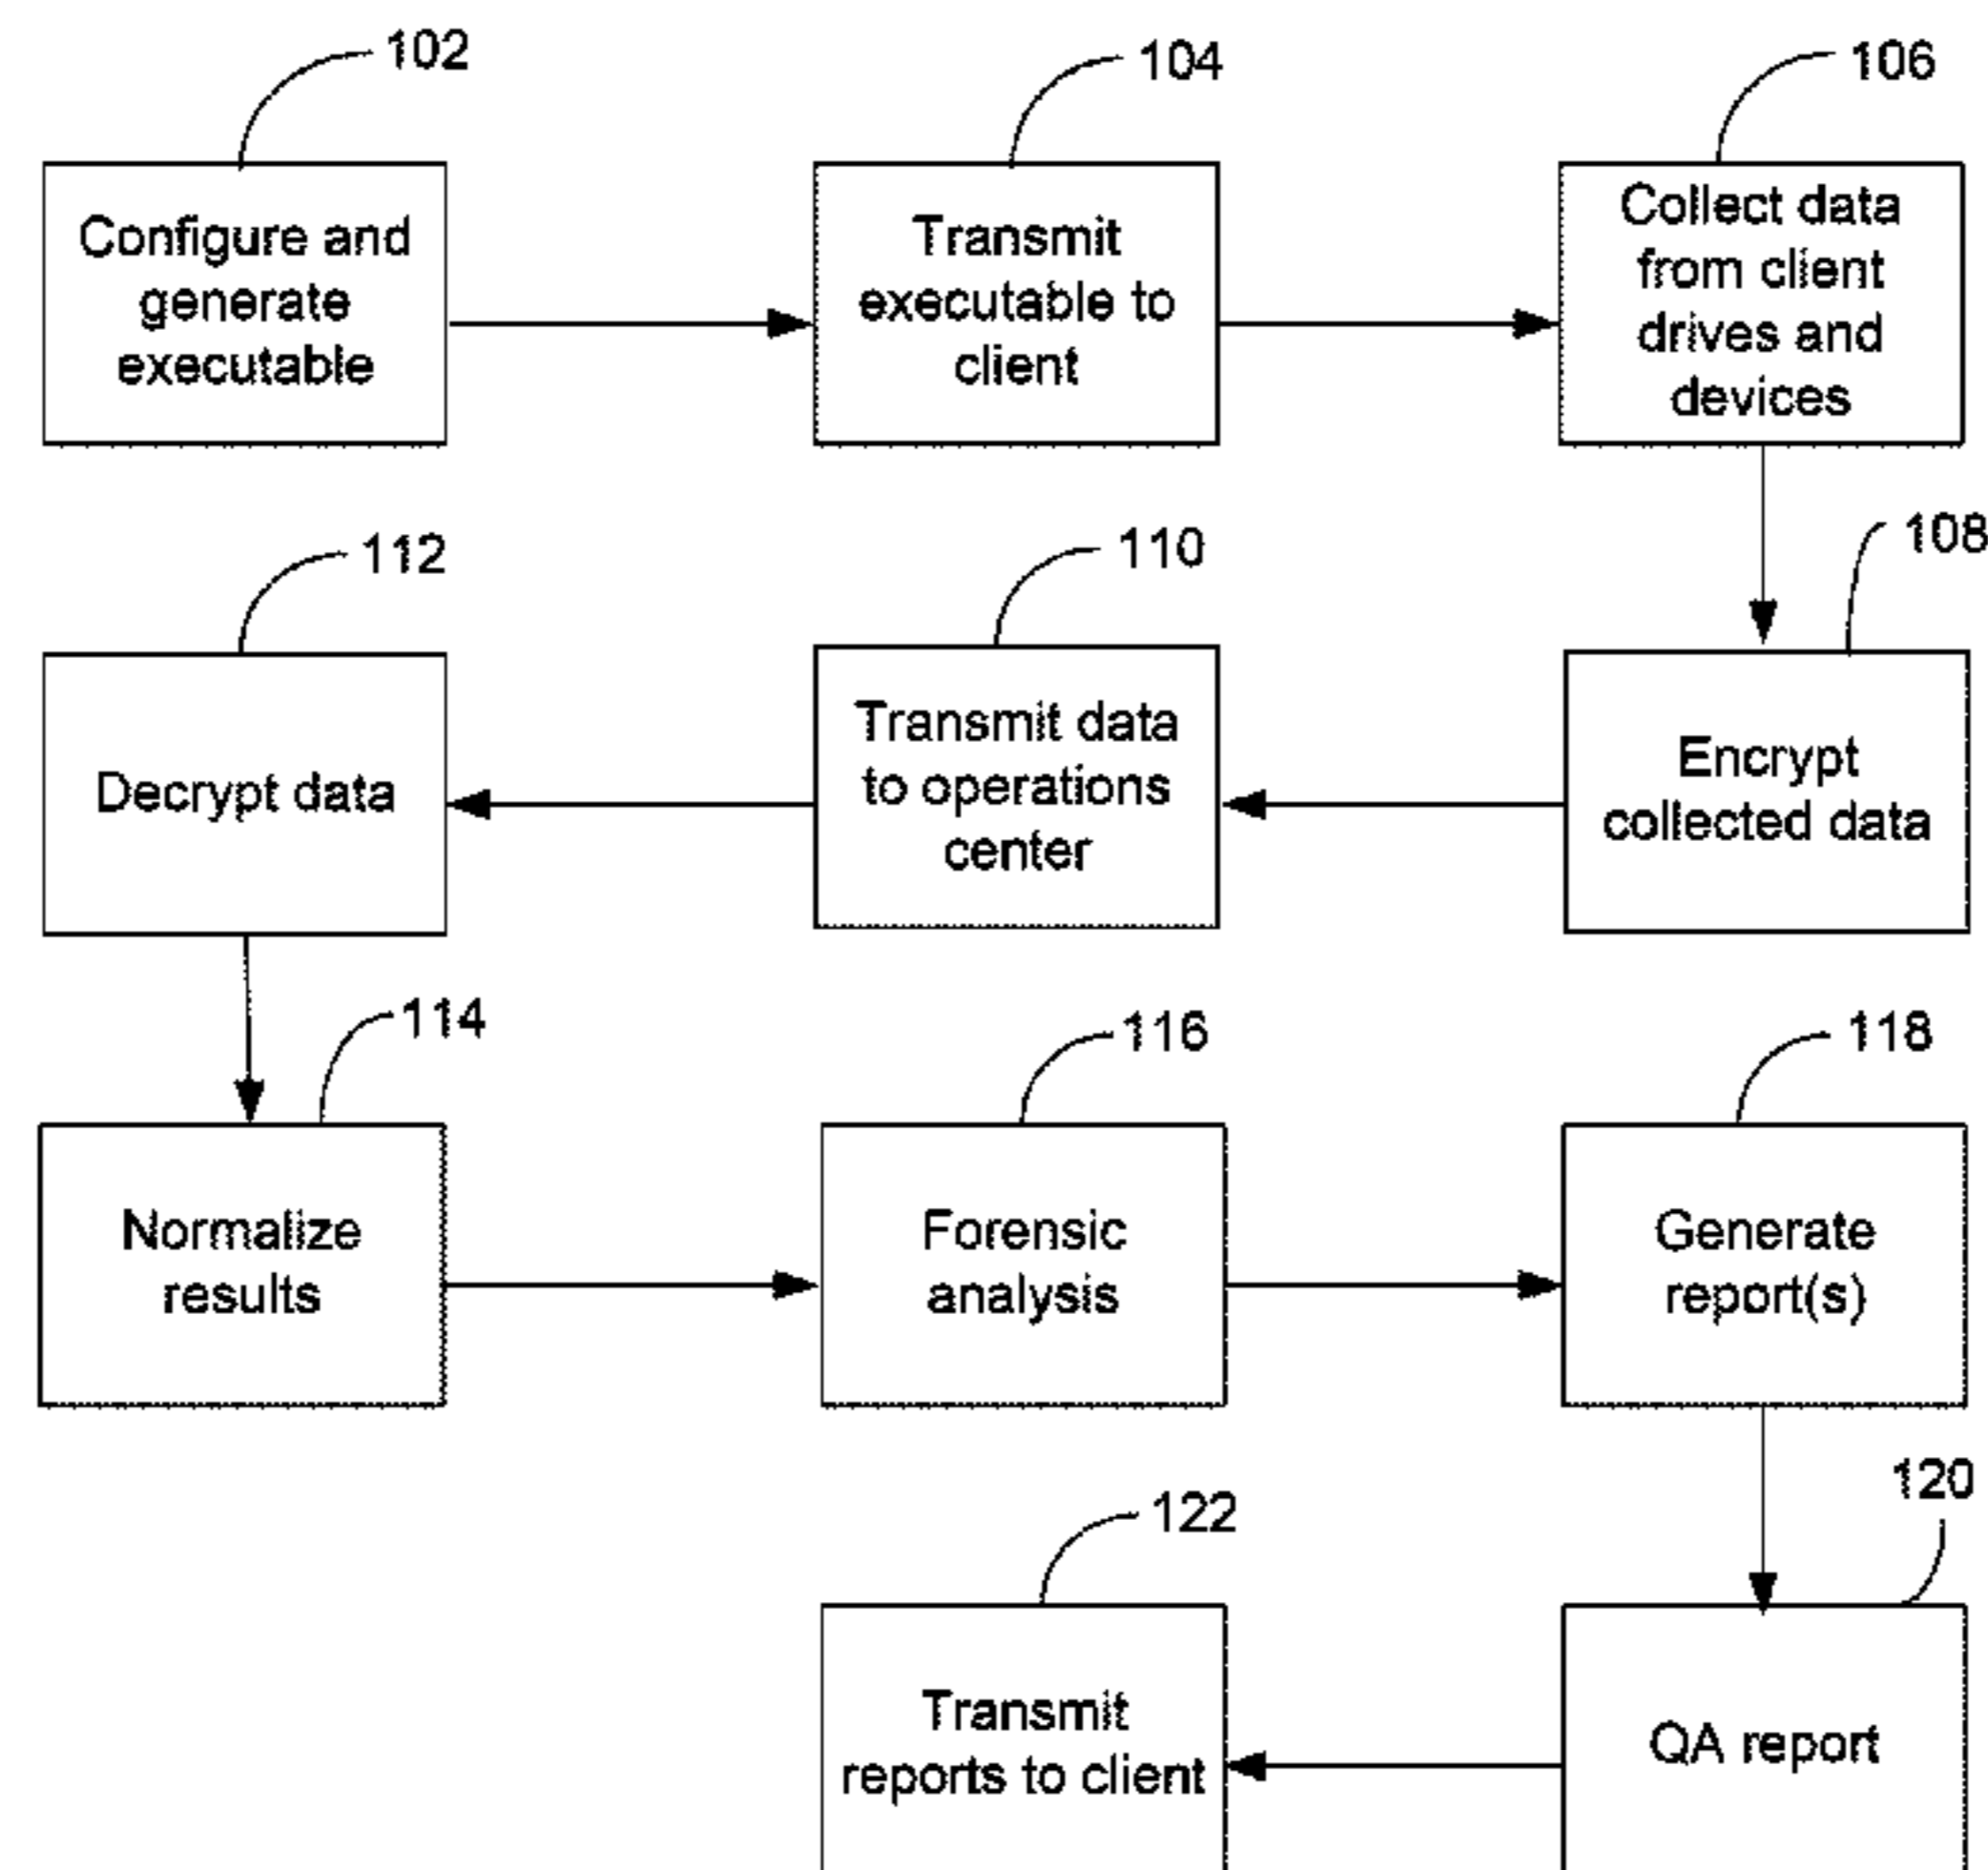 102
Configure and
generate
executable
104
Transmit
executable to
client
106
Collect data
from client
drives and
devices
108
Encrypt
collected data
110
Transmit data
to operations
center
112
Decrypt data
114
Normalize
results
116
Forensic
analysis
118
Generate
report(s)
120
QA report
122
Transmit
reports to client